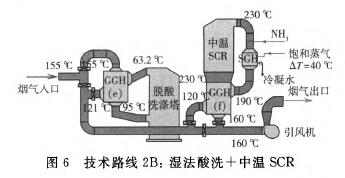 230 ℃
中温
SCR
NH₃
63.2℃
155 ℃
155℃
SGH
饱和蒸气
ΔT=40 ℃
GGH
(e)
脱酸
洗涤塔
230℃
冷凝水
烟气入口
GGH
(f)
190℃
烟气出口
121℃
95℃
120℃
160℃
160℃
引风机
图 6 技术路线 2B：湿法酸洗+中温 SCR